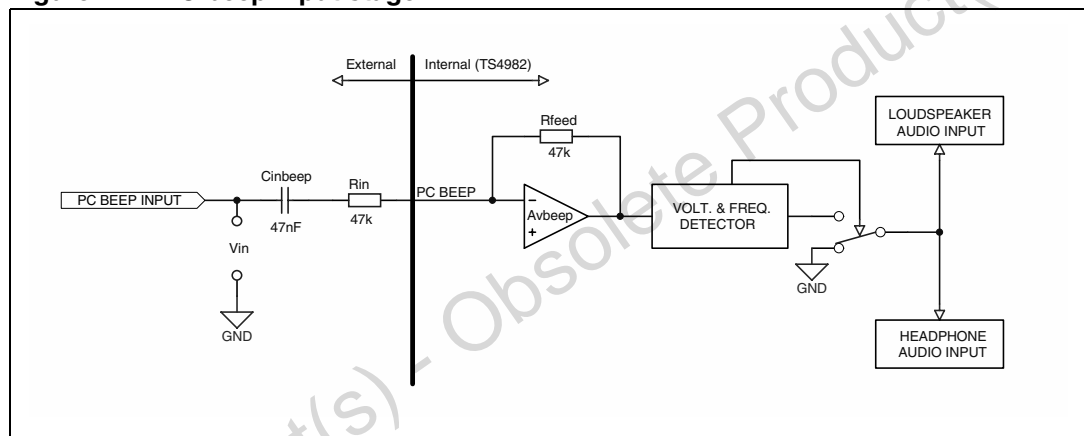 External
Internal (TS4982)
Rfeed
47k
LOUDSPEAKER
AUDIO INPUT
Cinbeep
Rin
PC BEEP INPUT
PC BEEP
47nF
47k
Vin
–
Avbeep
+
VOLT. & FREQ.
DETECTOR
GND
GND
HEADPHONE
AUDIO INPUT
t(s) - Obsolete Product(